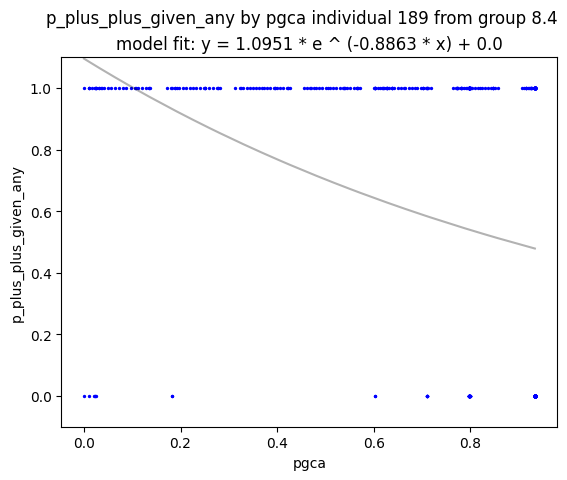 p_plus_plus_given_any by pgca individual 189 from group 8.4
model fit: y = 1.0951 * e ^ (-0.8863 * x) + 0.0
1.0
0.8
0.6
0.4
0.2
0.0
p_plus_plus_given_any
0.0 0.2 0.4 0.6 0.8
pgca